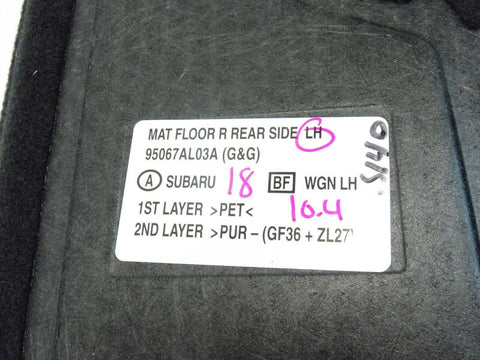 MAT FLOOR R REAR SIDE LH
95067AL03A (G&G)
A SUBARU 18 BF WGN LH
1ST LAYER >PET< 10.4
2ND LAYER >PUR-(GF36 + ZL27)